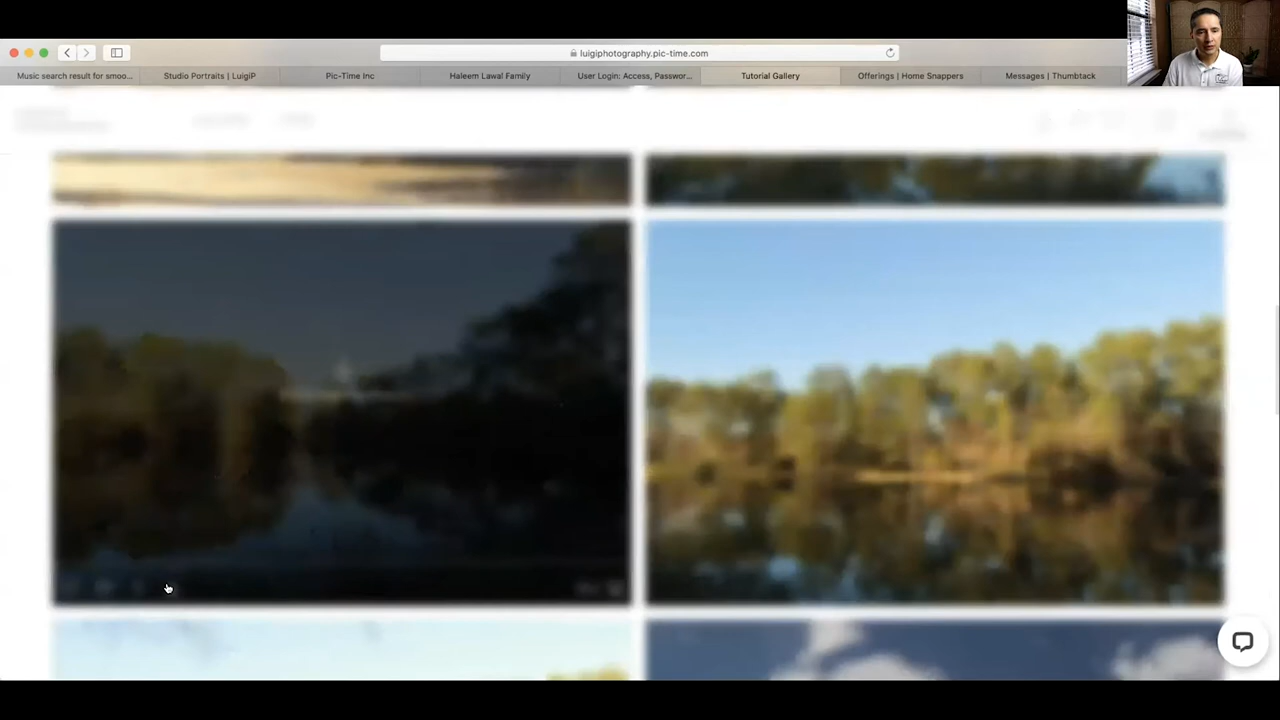 luigiphotography.pic-time.com
Music search result for smoo...
Studio Portraits | LuigiP
Pic-Time Inc
Haleem Lawal Family
User Login: Access, Passwor...
Tutorial Gallery
Offerings | Home Snappers
Messages | Thumbtack